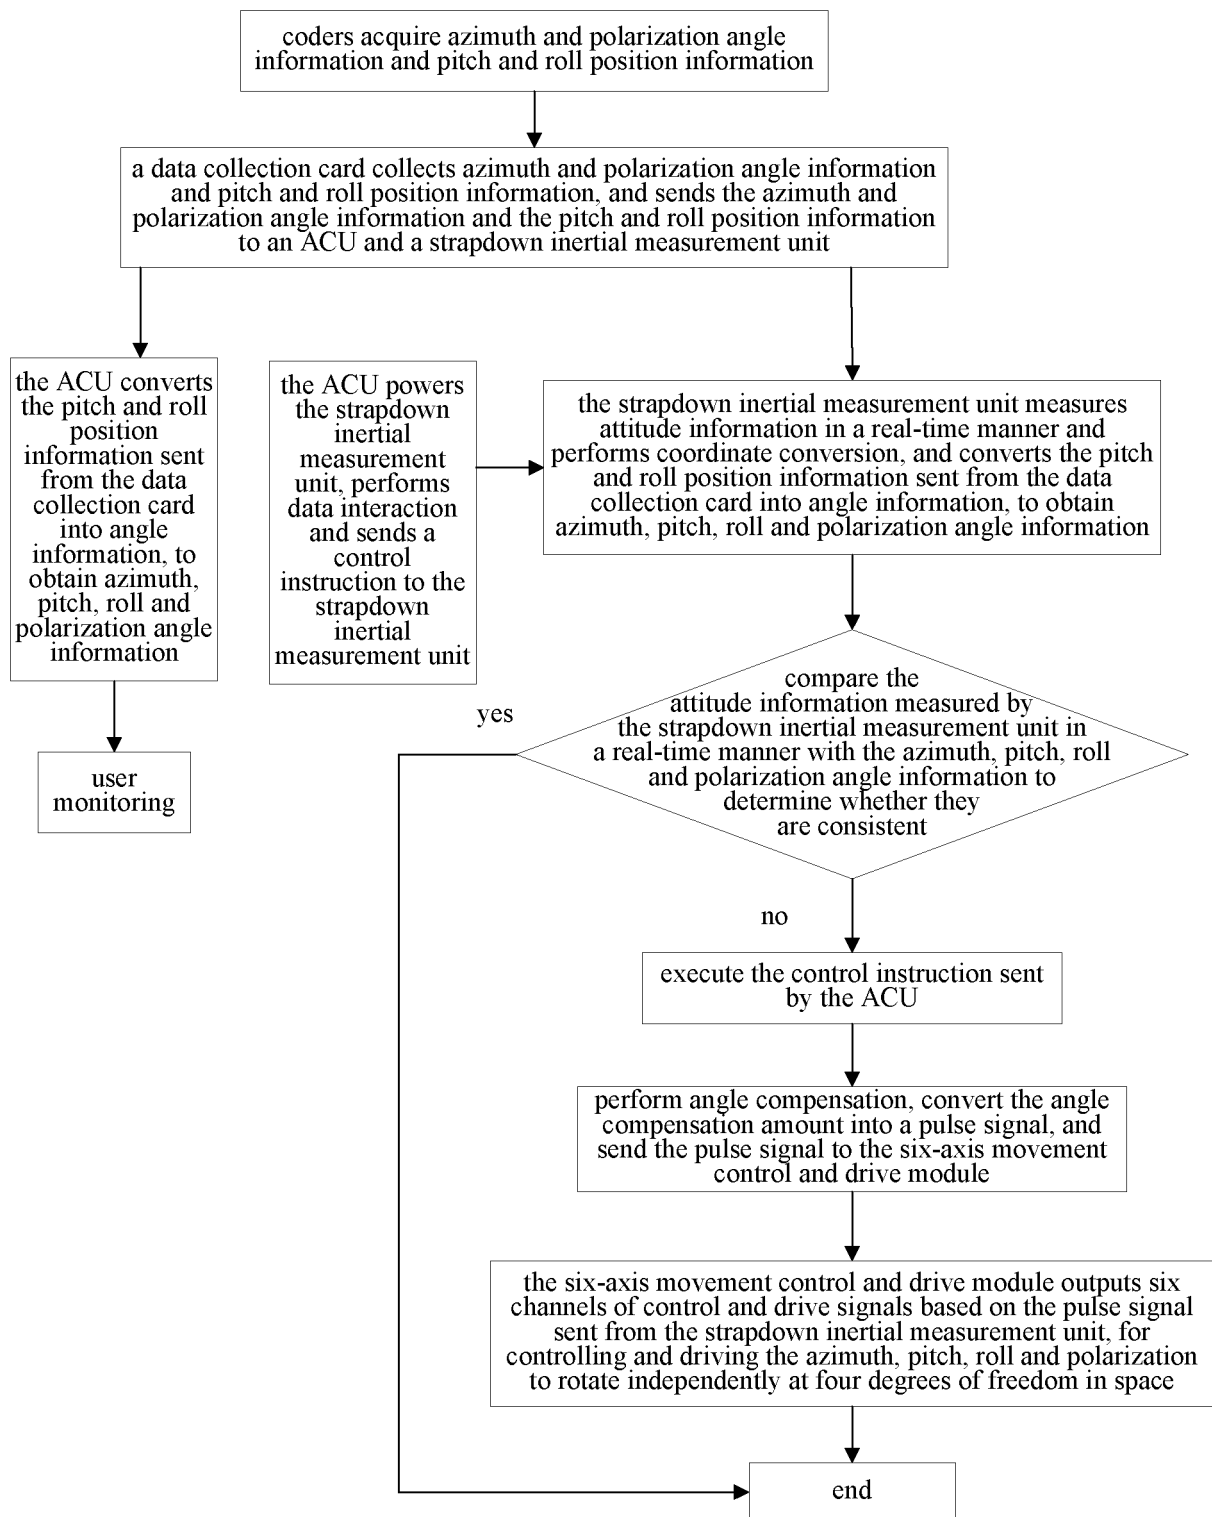 coders acquire azimuth and polarization angle
information and pitch and roll position information
a data collection card collects azimuth and polarization angle information
and pitch and roll position information, and sends the azimuth and
polarization angle information and the pitch and roll position information
to an ACU and a strapdown inertial measurement unit
the ACU converts
the pitch and roll
position
information sent
from the data
collection card
into angle
information, to
obtain azimuth,
pitch, roll and
polarization angle
information
user
monitoring
the ACU powers
the strapdown
inertial
measurement
unit, performs
data interaction
and sends a
control
instruction to the
strapdown
inertial
measurement unit
the strapdown inertial measurement unit measures
attitude information in a real-time manner and
performs coordinate conversion, and converts the pitch
and roll position information sent from the data
collection card into angle information, to obtain
azimuth, pitch, roll and polarization angle information
compare the
attitude information measured by
the strapdown inertial measurement unit in
a real-time manner with the azimuth, pitch, roll
and polarization angle information to
determine whether they
are consistent
yes
no
execute the control instruction sent
by the ACU
perform angle compensation, convert the angle
compensation amount into a pulse signal, and
send the pulse signal to the six-axis movement
control and drive module
the six-axis movement control and drive module outputs six
channels of control and drive signals based on the pulse signal
sent from the strapdown inertial measurement unit, for
controlling and driving the azimuth, pitch, roll and polarization
to rotate independently at four degrees of freedom in space
end